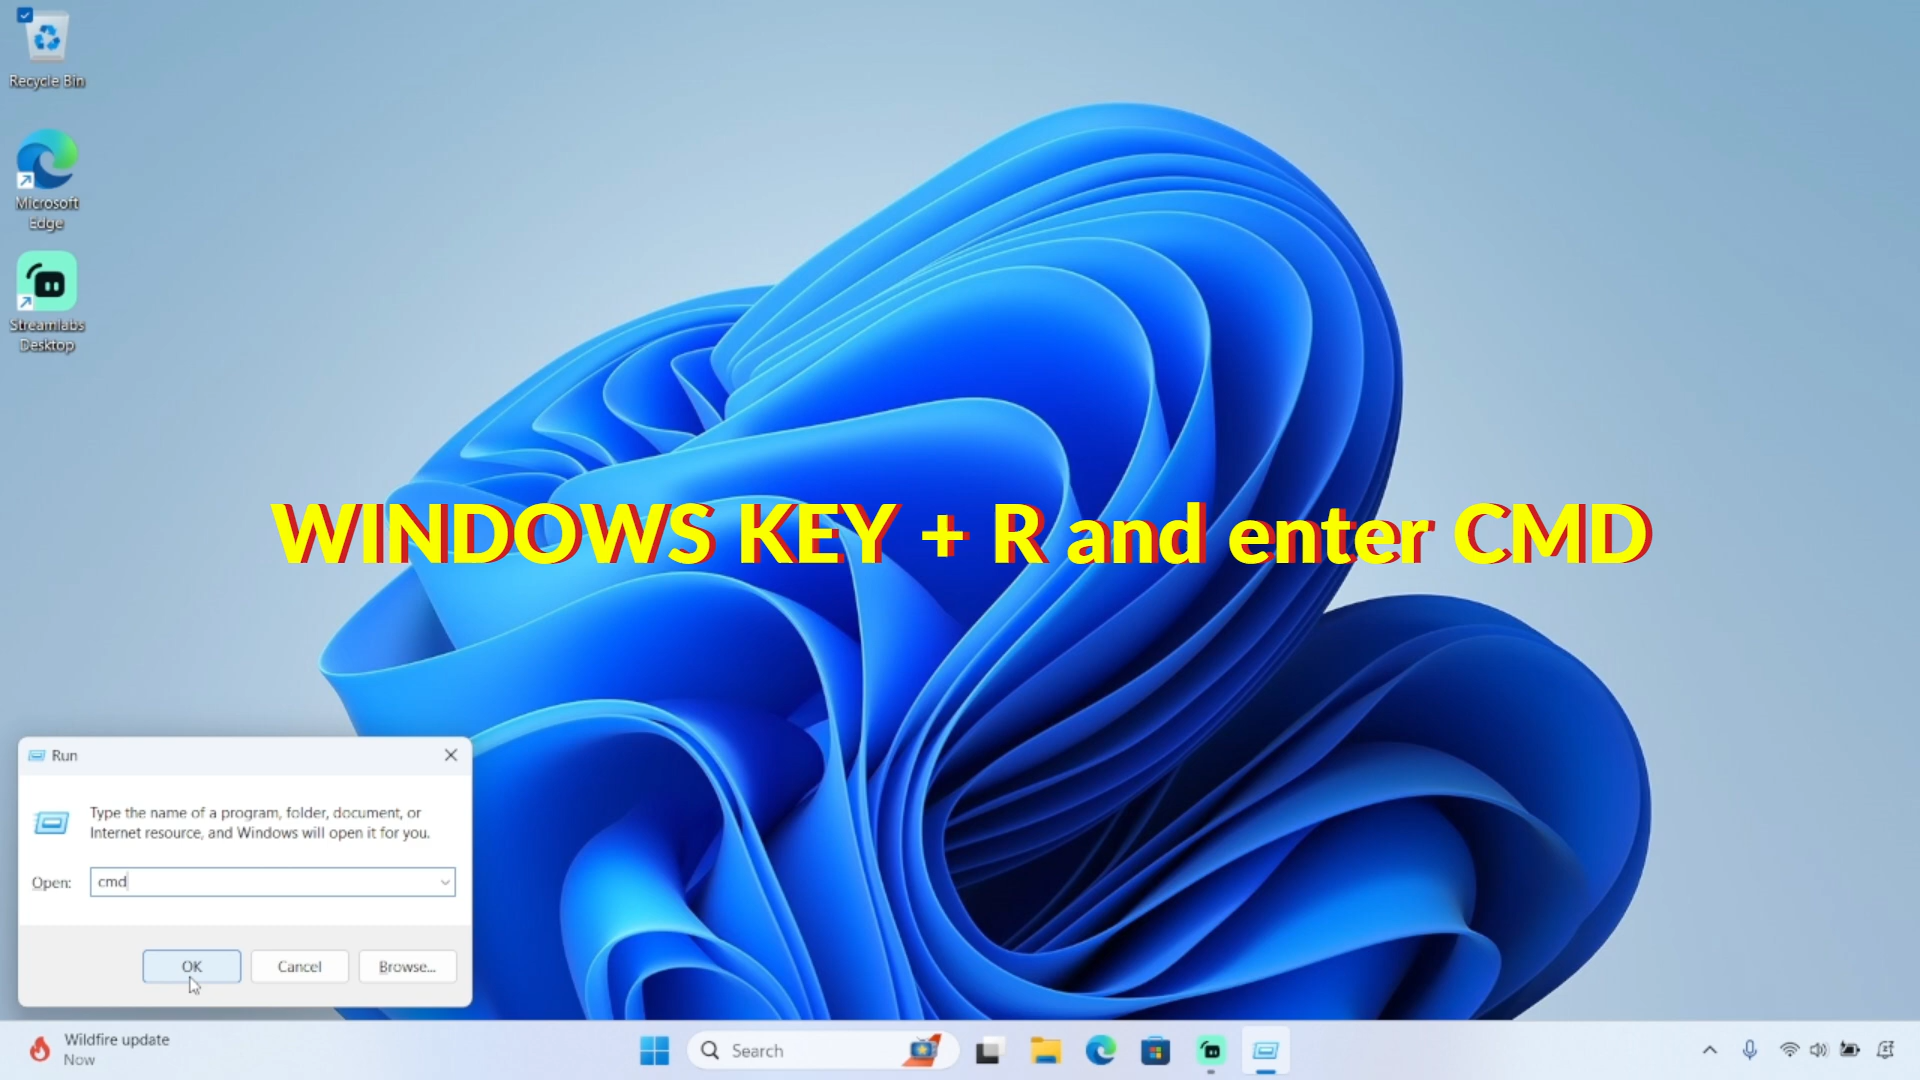 Recycle Bin
Microsoft
Edge
Streamlabs
Desktop
WINDOWS KEY + R and enter CMD
Run
Type the name of a program, folder, document, or
Internet resource, and Windows will open it for you.
Open: cmd
OK Cancel Browse...
Wildfire update
Now
Search